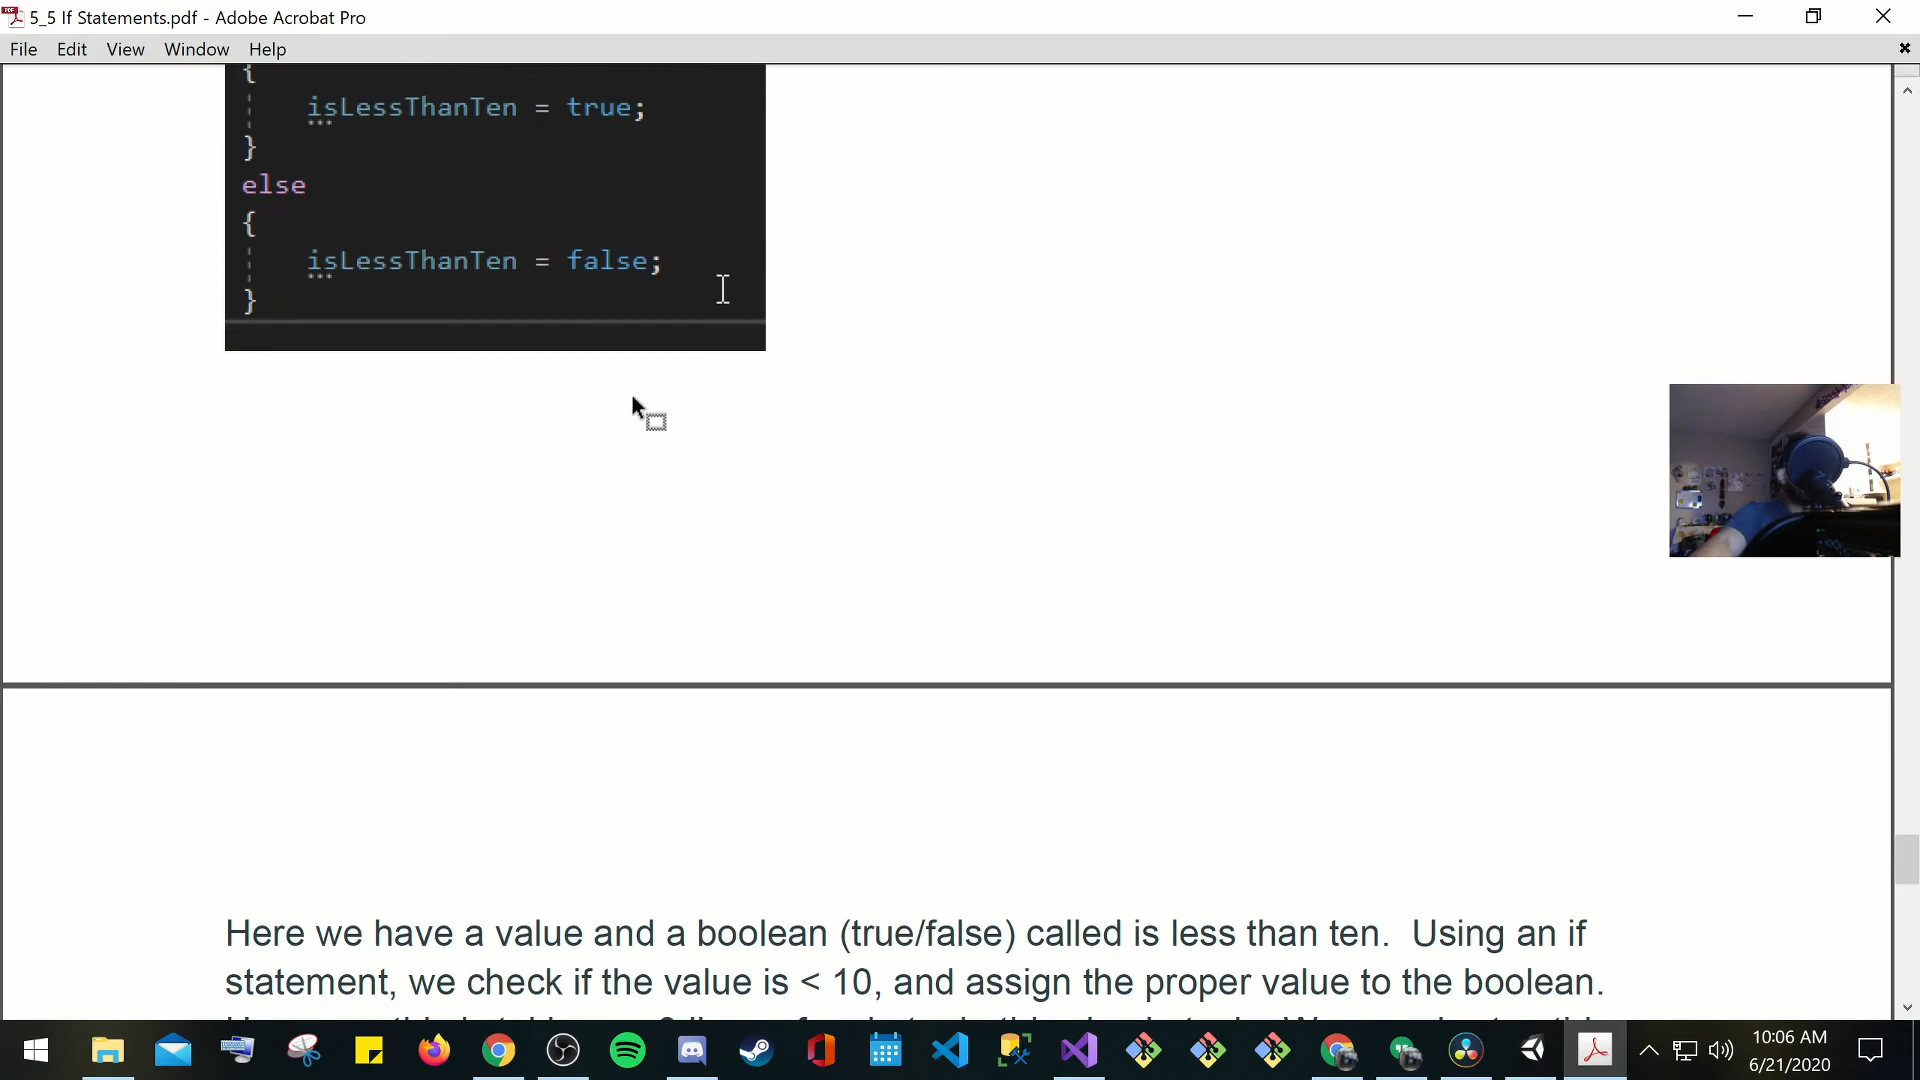 5_5 If Statements.pdf - Adobe Acrobat Pro
File Edit View Window Help
{
isLessThanTen = true;
}
else
{
isLessThanTen = false;
}
Here we have a value and a boolean (true/false) called is less than ten. Using an if
statement, we check if the value is < 10, and assign the proper value to the boolean.
10:06 AM
6/21/2020